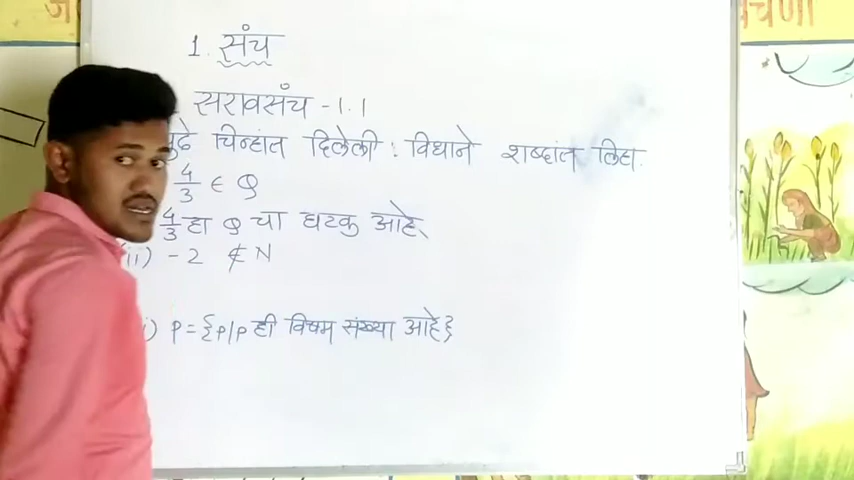 1. संच
सरावसंच - 1.1
पुढे चिन्हांत दिलेली विधाने शब्दांत लिहा.
4/3 ∈ Q
4/3 हा Q चा घटक आहे.
(ii) -2 ∉ N
) P = {P/P ही विषम संख्या आहे}